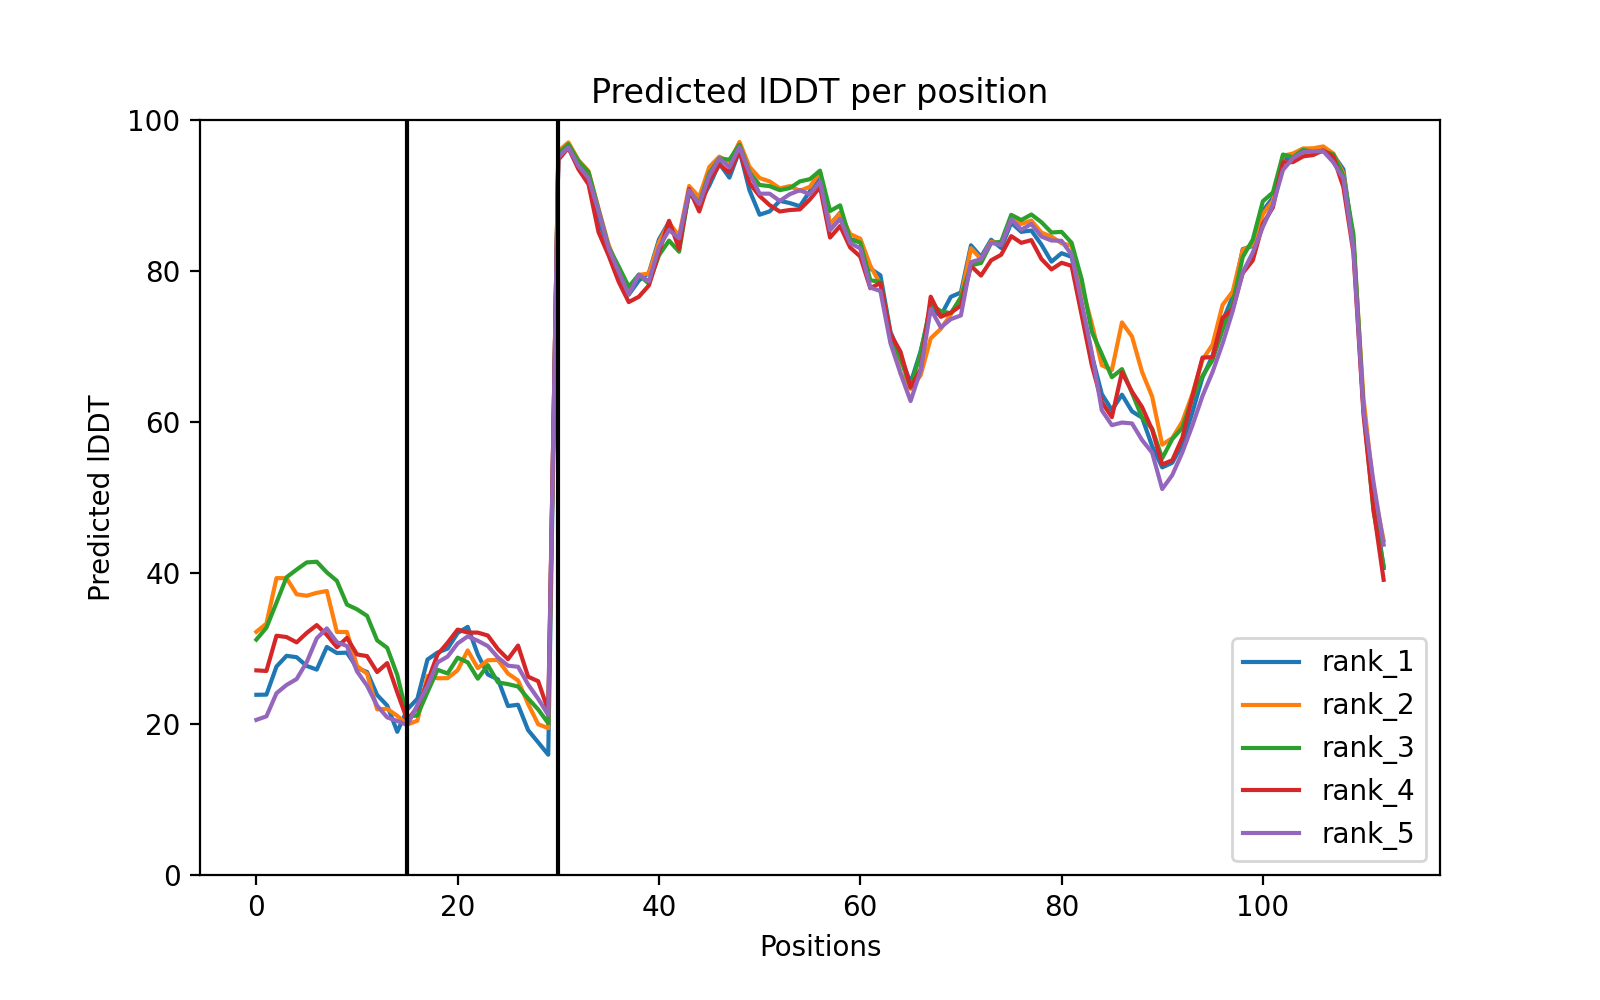 Predicted lDDT per position
100
80
60
40
20
0
Predicted lDDT
0 20 40 60 80 100
Positions
rank_1
rank_2
rank_3
rank_4
rank_5